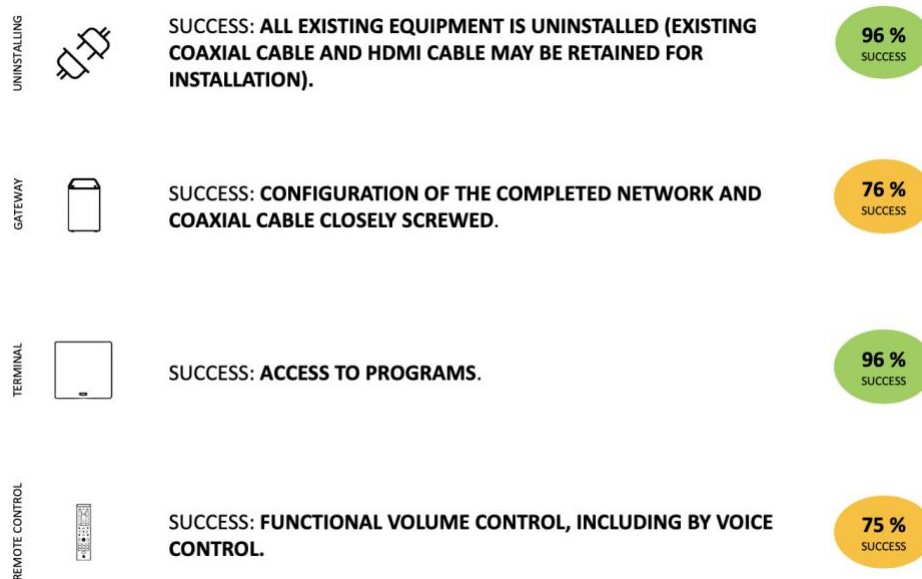 UNINSTALLING
SUCCESS: ALL EXISTING EQUIPMENT IS UNINSTALLED (EXISTING
COAXIAL CABLE AND HDMI CABLE MAY BE RETAINED FOR
INSTALLATION).
96 %
SUCCESS
GATEWAY
SUCCESS: CONFIGURATION OF THE COMPLETED NETWORK AND
COAXIAL CABLE CLOSELY SCREWED.
76 %
SUCCESS
TERMINAL
SUCCESS: ACCESS TO PROGRAMS.
96 %
SUCCESS
REMOTE CONTROL
SUCCESS: FUNCTIONAL VOLUME CONTROL, INCLUDING BY VOICE
CONTROL.
75 %
SUCCESS